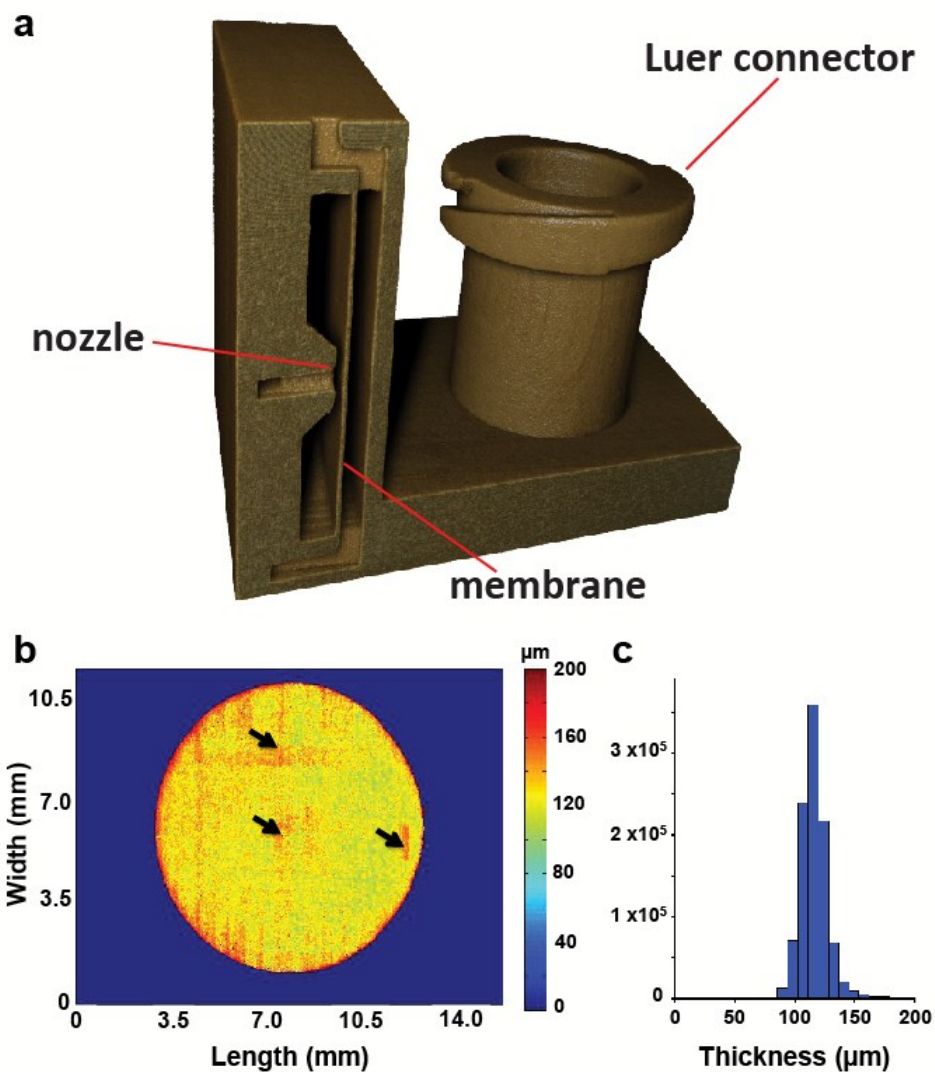 a
Luer connector
nozzle
membrane
b
µm
200
160
120
80
40
0
10.5
7.0
3.5
0
Width (mm)
0 3.5 7.0 10.5 14.0
Length (mm)
c
3 x10⁵
2 x10⁵
1 x10⁵
0
0 50 100 150 200
Thickness (µm)